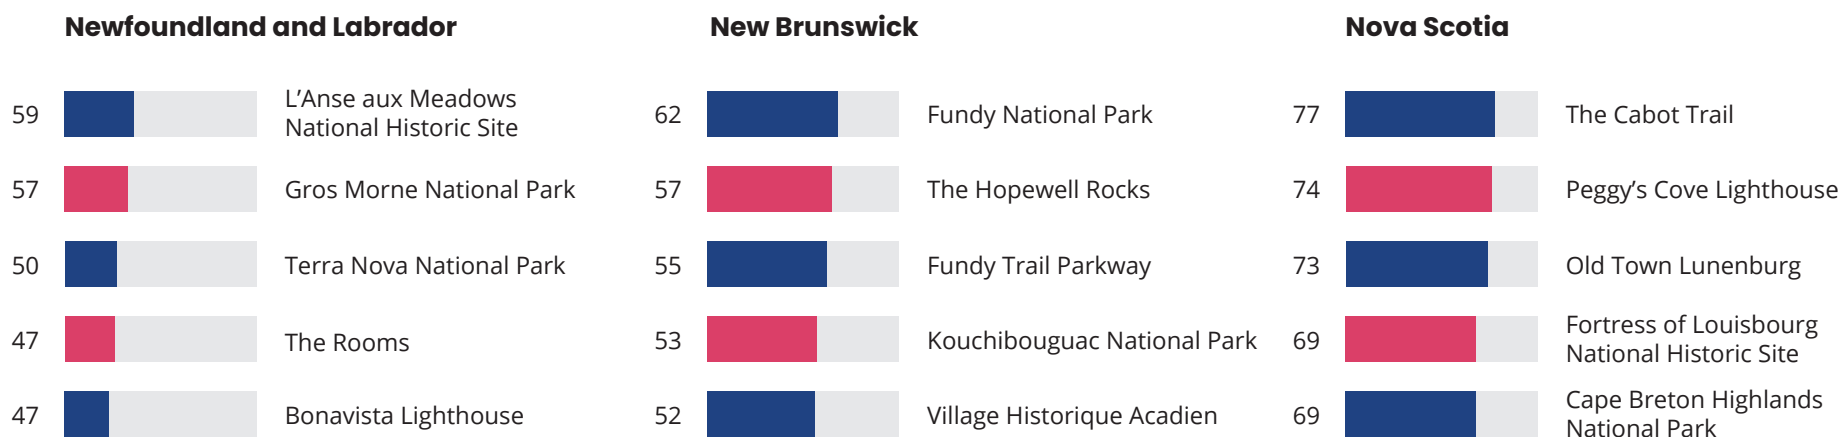 Newfoundland and Labrador
59
L’Anse aux Meadows
National Historic Site
57
Gros Morne National Park
50
Terra Nova National Park
47
The Rooms
47
Bonavista Lighthouse
New Brunswick
62
Fundy National Park
57
The Hopewell Rocks
55
Fundy Trail Parkway
53
Kouchibouguac National Park
52
Village Historique Acadien
Nova Scotia
77
The Cabot Trail
74
Peggy’s Cove Lighthouse
73
Old Town Lunenburg
69
Fortress of Louisbourg
National Historic Site
69
Cape Breton Highlands
National Park